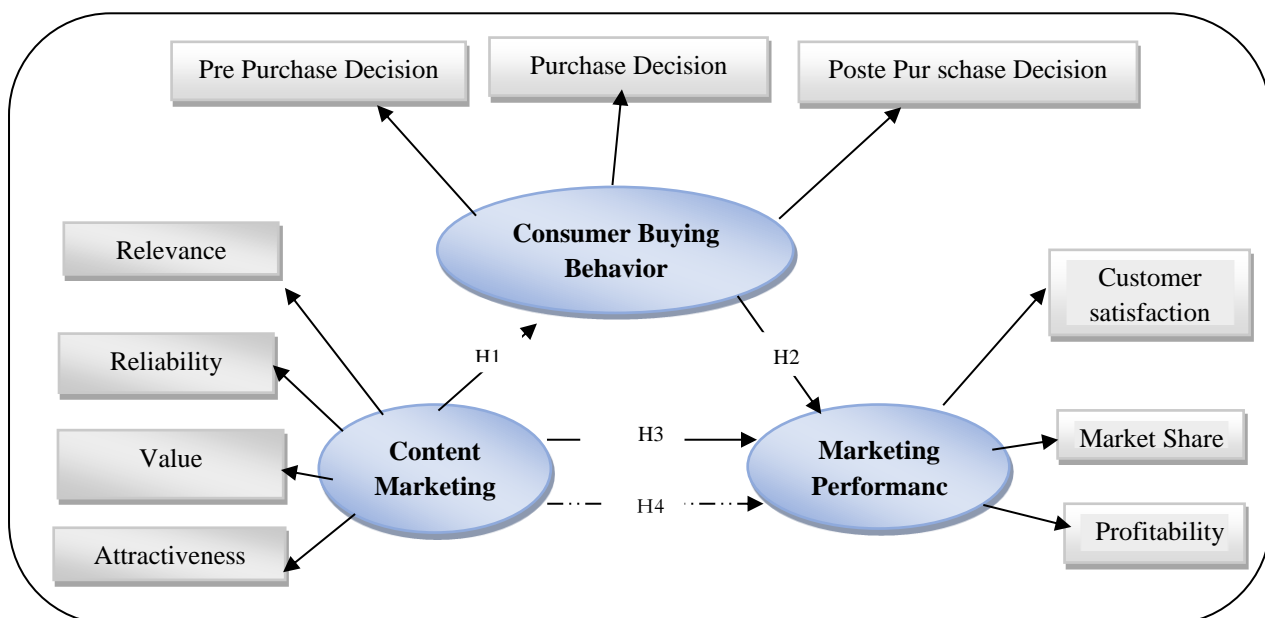 Pre Purchase Decision
Purchase Decision
Poste Pur schase Decision
Consumer Buying
Behavior
Relevance
Customer
satisfaction
Reliability
H1
H2
Value
Content
Marketing
H3
H4
Marketing
Performanc
Market Share
Attractiveness
Profitability